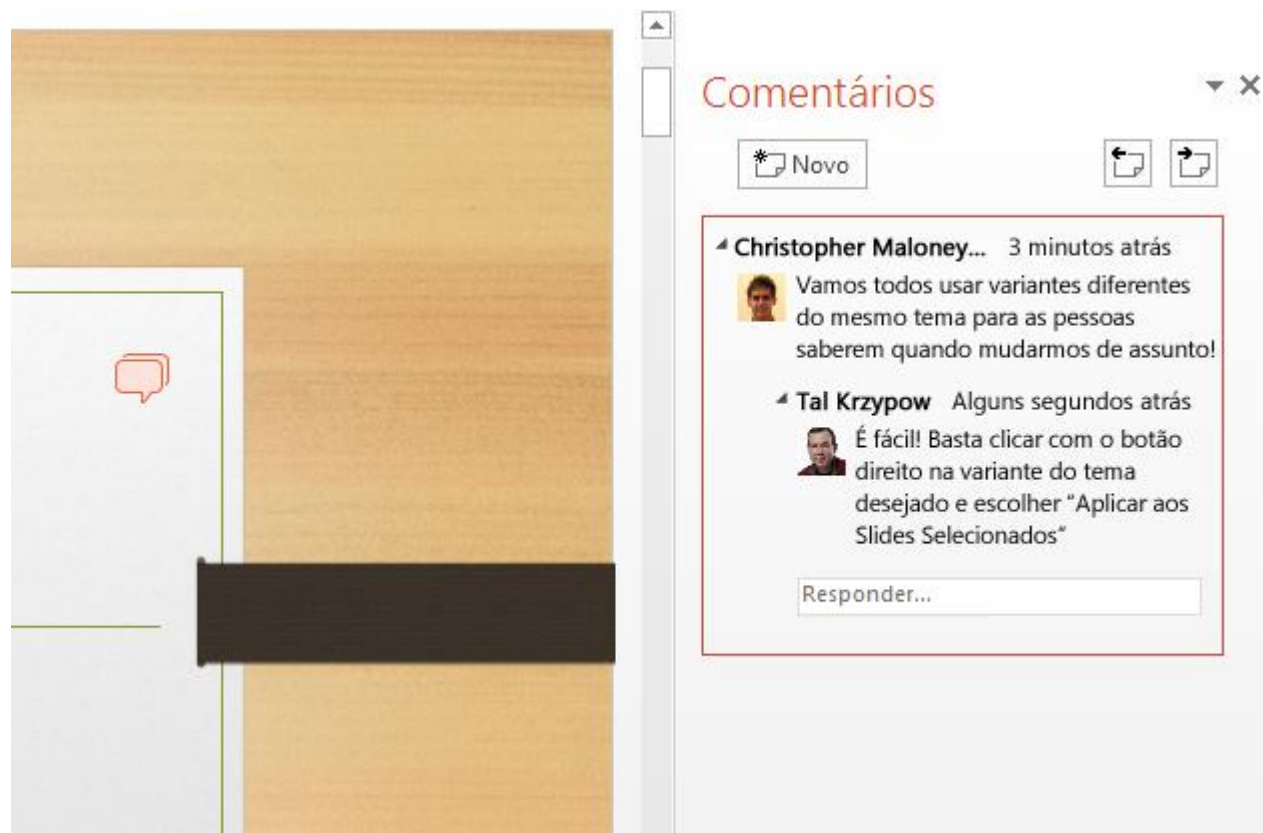 Comentários
Novo
Christopher Maloney... 3 minutos atrás
Vamos todos usar variantes diferentes
do mesmo tema para as pessoas
saberem quando mudarmos de assunto!
Tal Krzypow Alguns segundos atrás
É fácil! Basta clicar com o botão
direito na variante do tema
desejado e escolher “Aplicar aos
Slides Selecionados”
Responder...